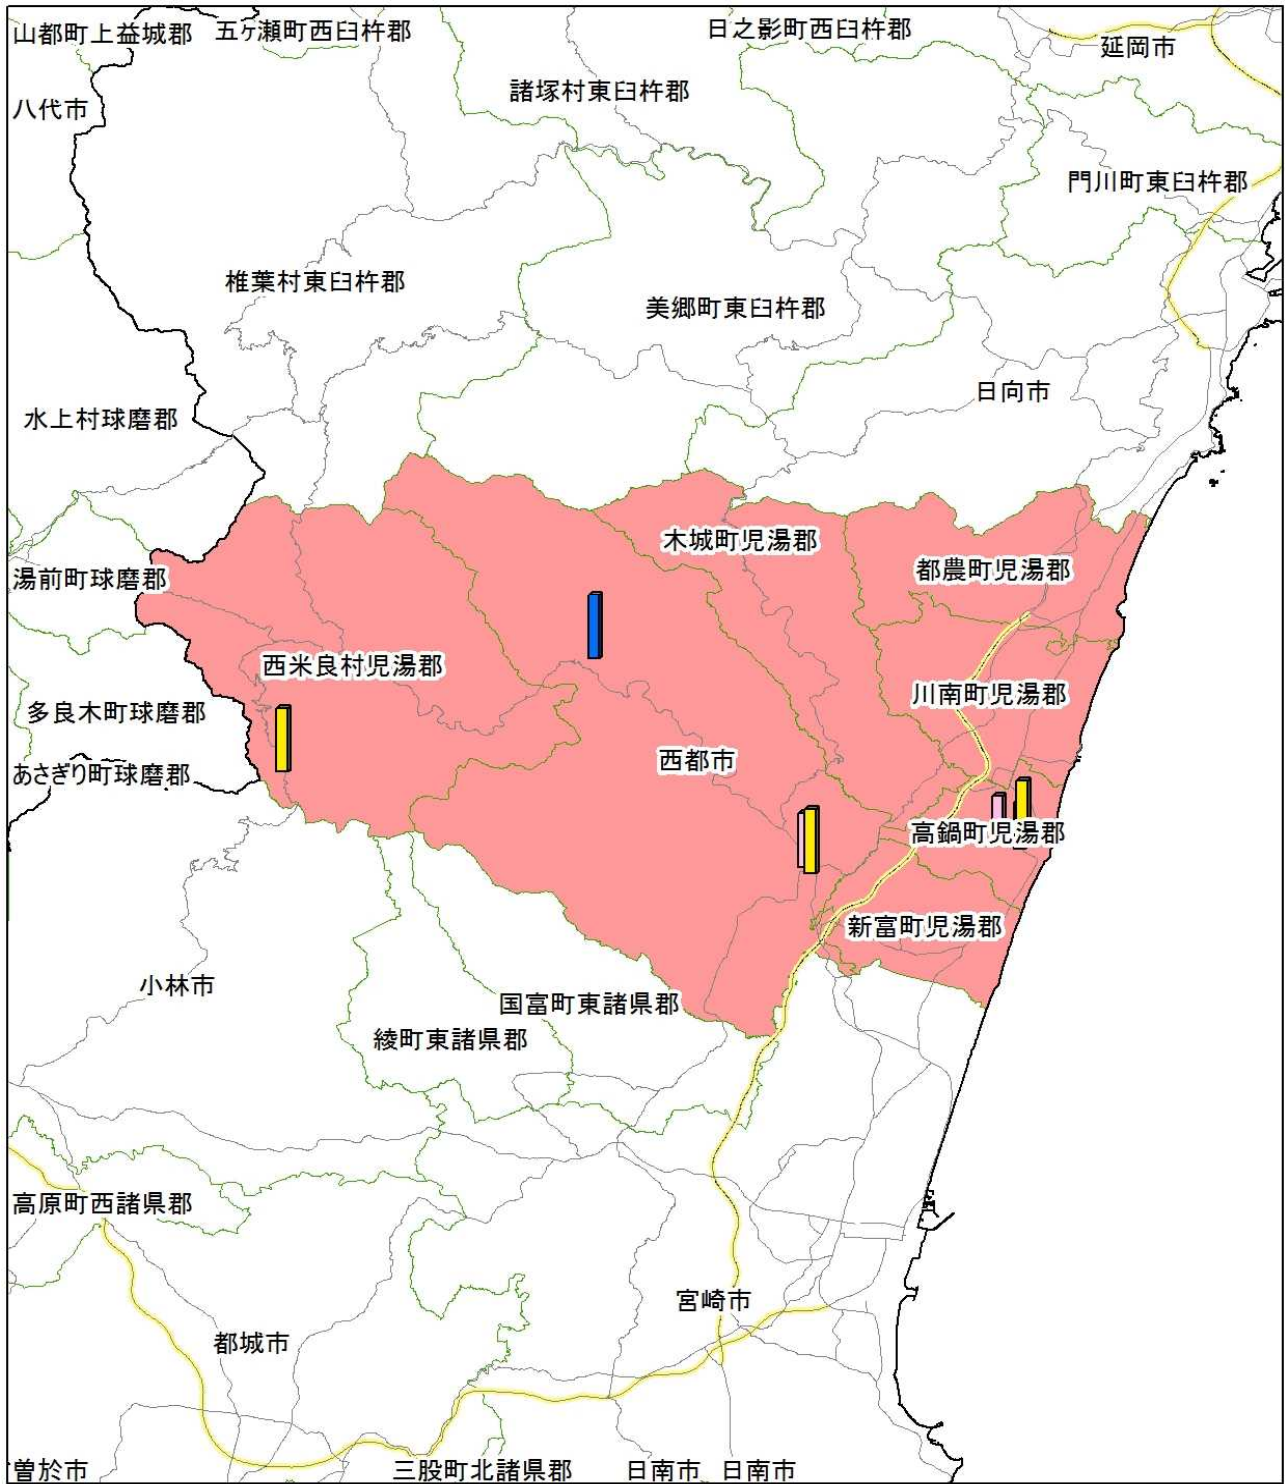 山都町上益城郡
五ヶ瀬町西臼杵郡
日之影町西臼杵郡
延岡市
諸塚村東臼杵郡
八代市
門川町東臼杵郡
椎葉村東臼杵郡
美郷町東臼杵郡
日向市
水上村球磨郡
木城町児湯郡
都農町児湯郡
湯前町球磨郡
西米良村児湯郡
川南町児湯郡
多良木町球磨郡
西都市
あさぎり町球磨郡
高鍋町児湯郡
新富町児湯郡
小林市
国富町東諸県郡
綾町東諸県郡
高原町西諸県郡
宮崎市
都城市
曽於市
三股町北諸県郡
日南市
日南市